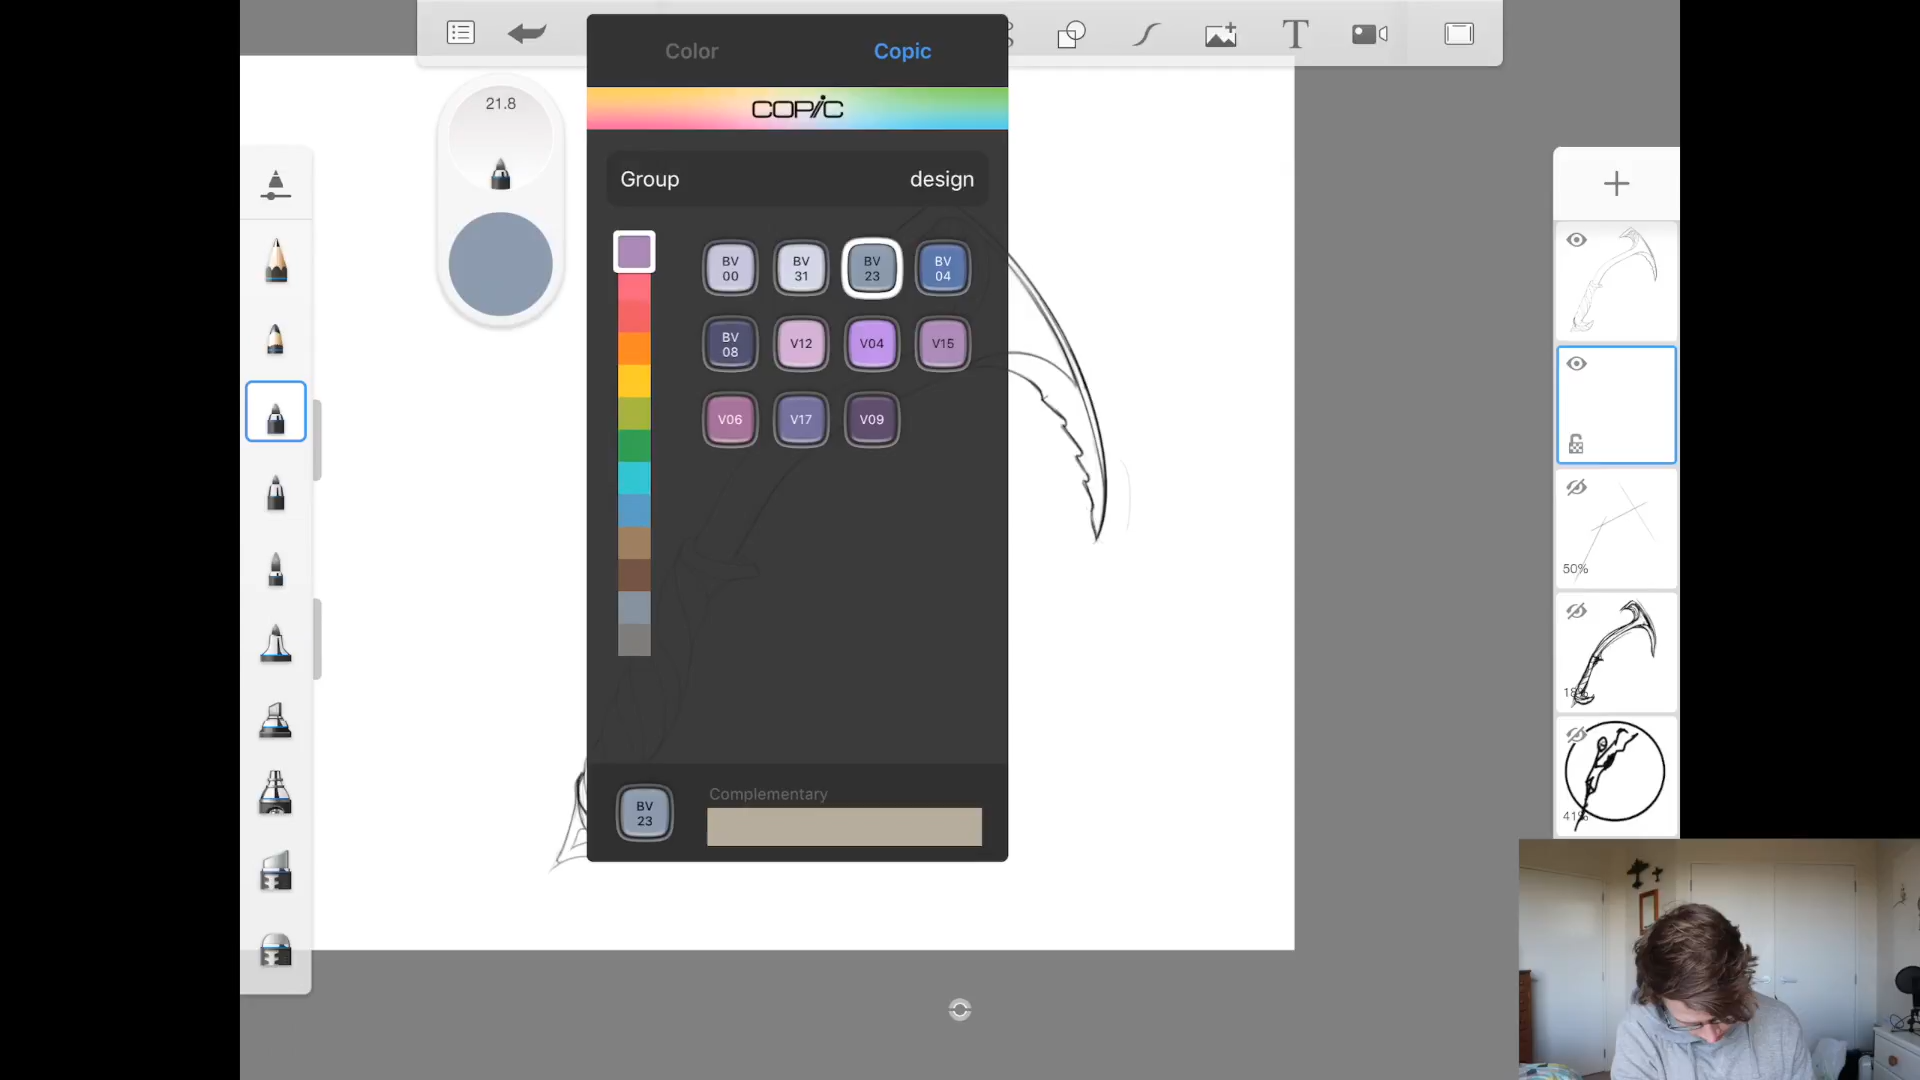 21.8
Color Copic
COPIC
Group design
BV 00
BV 31
BV 23
BV 04
BV 08
V12
V04
V15
V06
V17
V09
BV 23
Complementary
T
50%
41%